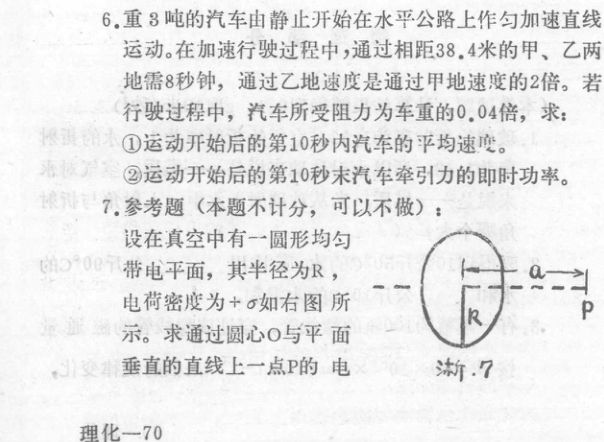 6.重3吨的汽车由静止开始在水平公路上作匀加速直线
运动。在加速行驶过程中,通过相距38.4米的甲、乙两
地需8秒钟,通过乙地速度是通过甲地速度的2倍。若
行驶过程中,汽车所受阻力为车重的0.04倍,求:
①运动开始后的第10秒内汽车的平均速度。
②运动开始后的第10秒末汽车牵引力的即时功率。
7.参考题(本题不计分,可以不做):
设在真空中有一圆形均匀
带电平面,其半径为R,
电荷密度为+σ如右图所
示。求通过圆心O与平面
垂直的直线上一点P的电
a
P
R
新.7
理化—70